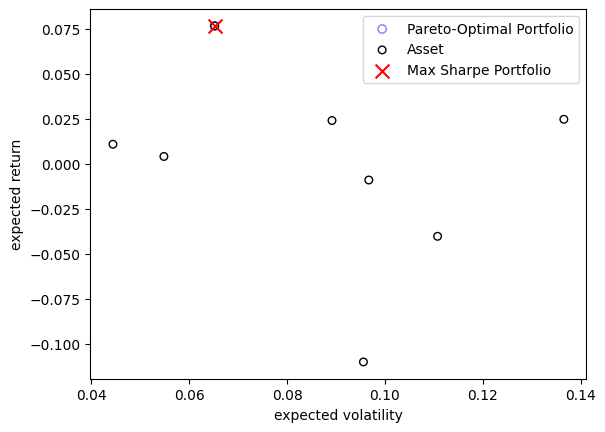 Pareto-Optimal Portfolio
Asset
Max Sharpe Portfolio
expected return
0.075
0.050
0.025
0.000
−0.025
−0.050
−0.075
−0.100
0.04
0.06
0.08
0.10
0.12
0.14
expected volatility